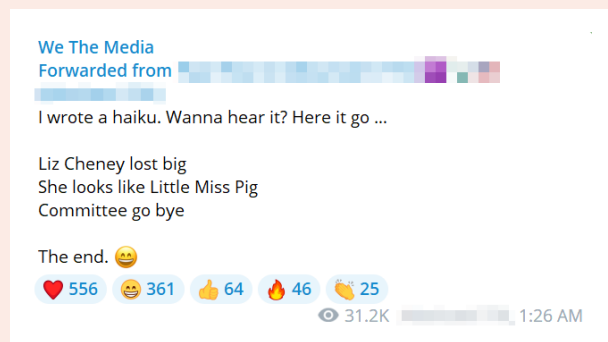 We The Media
Forwarded from
I wrote a haiku. Wanna hear it? Here it go ...
Liz Cheney lost big
She looks like Little Miss Pig
Committee go bye
The end. 😄
❤️ 556 😁 361 👍 64 🔥 46 👏 25
31.2K 1:26 AM